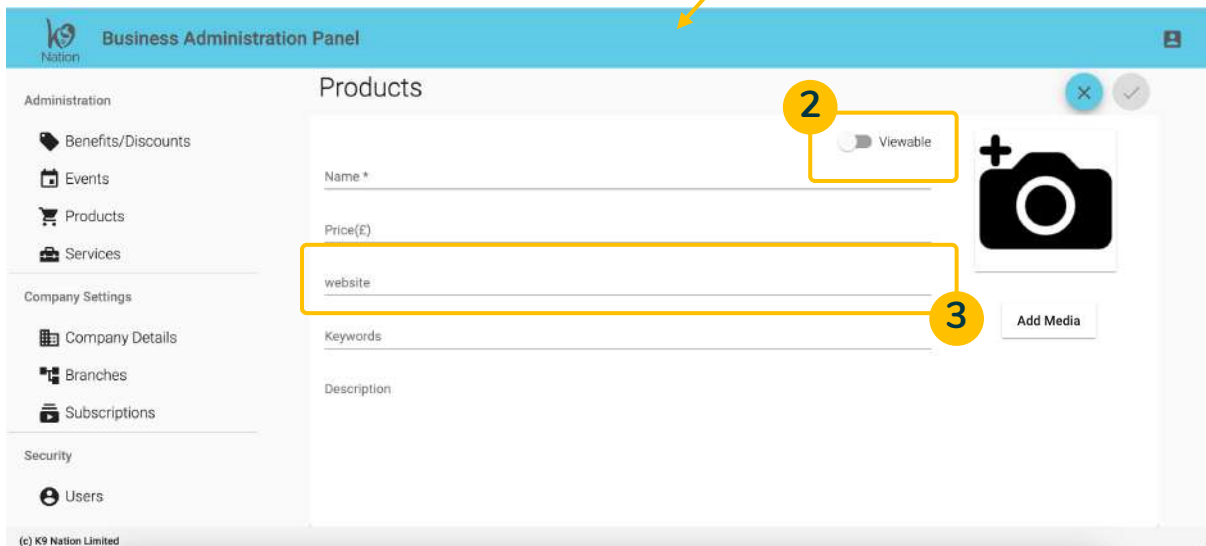 k9
Nation
Business Administration Panel
Administration
Benefits/Discounts
Events
Products
Services
Company Settings
Company Details
Branches
Subscriptions
Security
Users
(c) K9 Nation Limited
Products
2
Viewable
Name *
Price(£)
website
3
Keywords
Description
Add Media